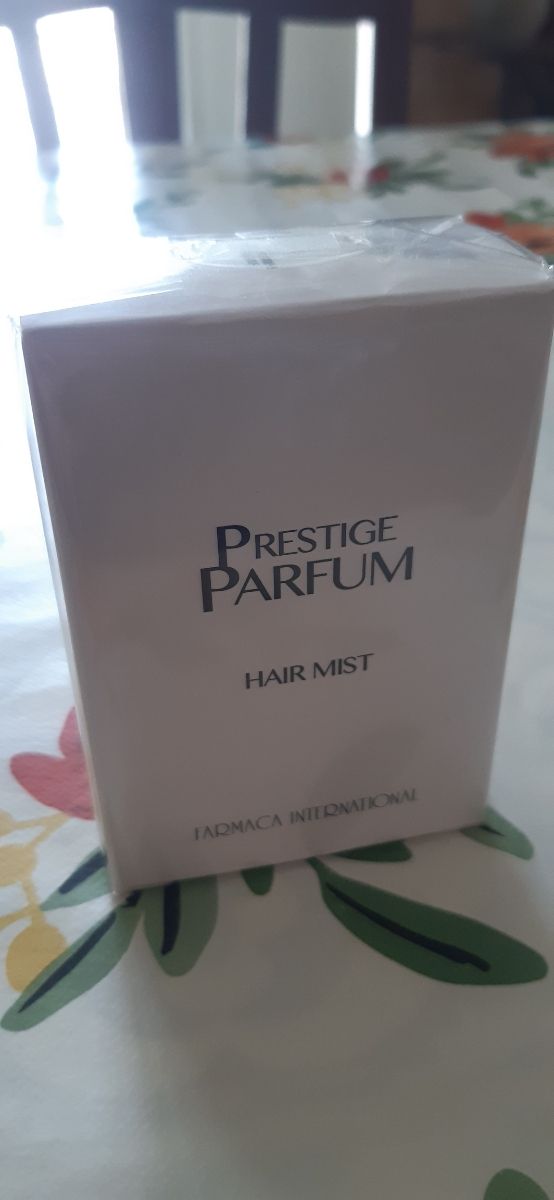 PRESTIGE
PARFUM
HAIR MIST
FARMACA INTERNATIONAL